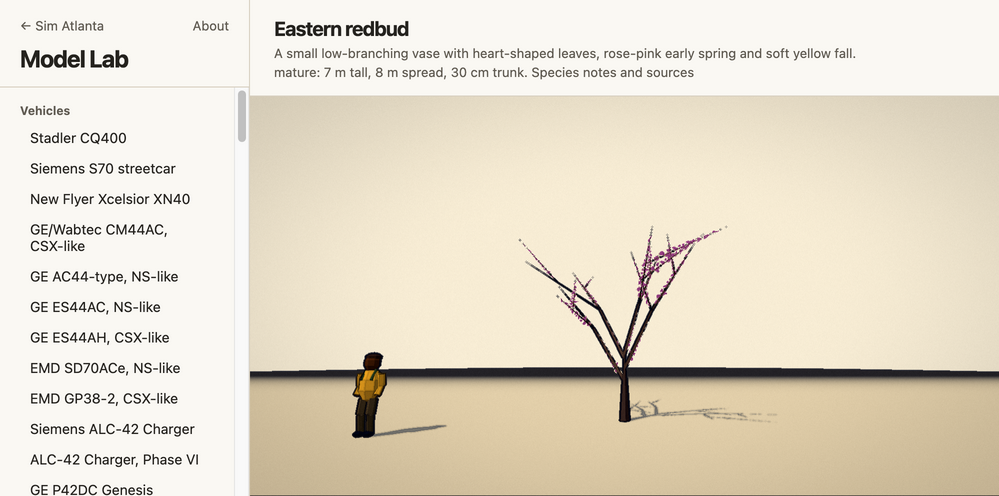 ← Sim Atlanta
About
Model Lab
Vehicles
Stadler CQ400
Siemens S70 streetcar
New Flyer Xcelsior XN40
GE/Wabtec CM44AC,
CSX-like
GE AC44-type, NS-like
GE ES44AC, NS-like
GE ES44AH, CSX-like
EMD SD70ACe, NS-like
EMD GP38-2, CSX-like
Siemens ALC-42 Charger
ALC-42 Charger, Phase VI
GE P42DC Genesis
Eastern redbud
A small low-branching vase with heart-shaped leaves, rose-pink early spring and soft yellow fall.
mature: 7 m tall, 8 m spread, 30 cm trunk. Species notes and sources